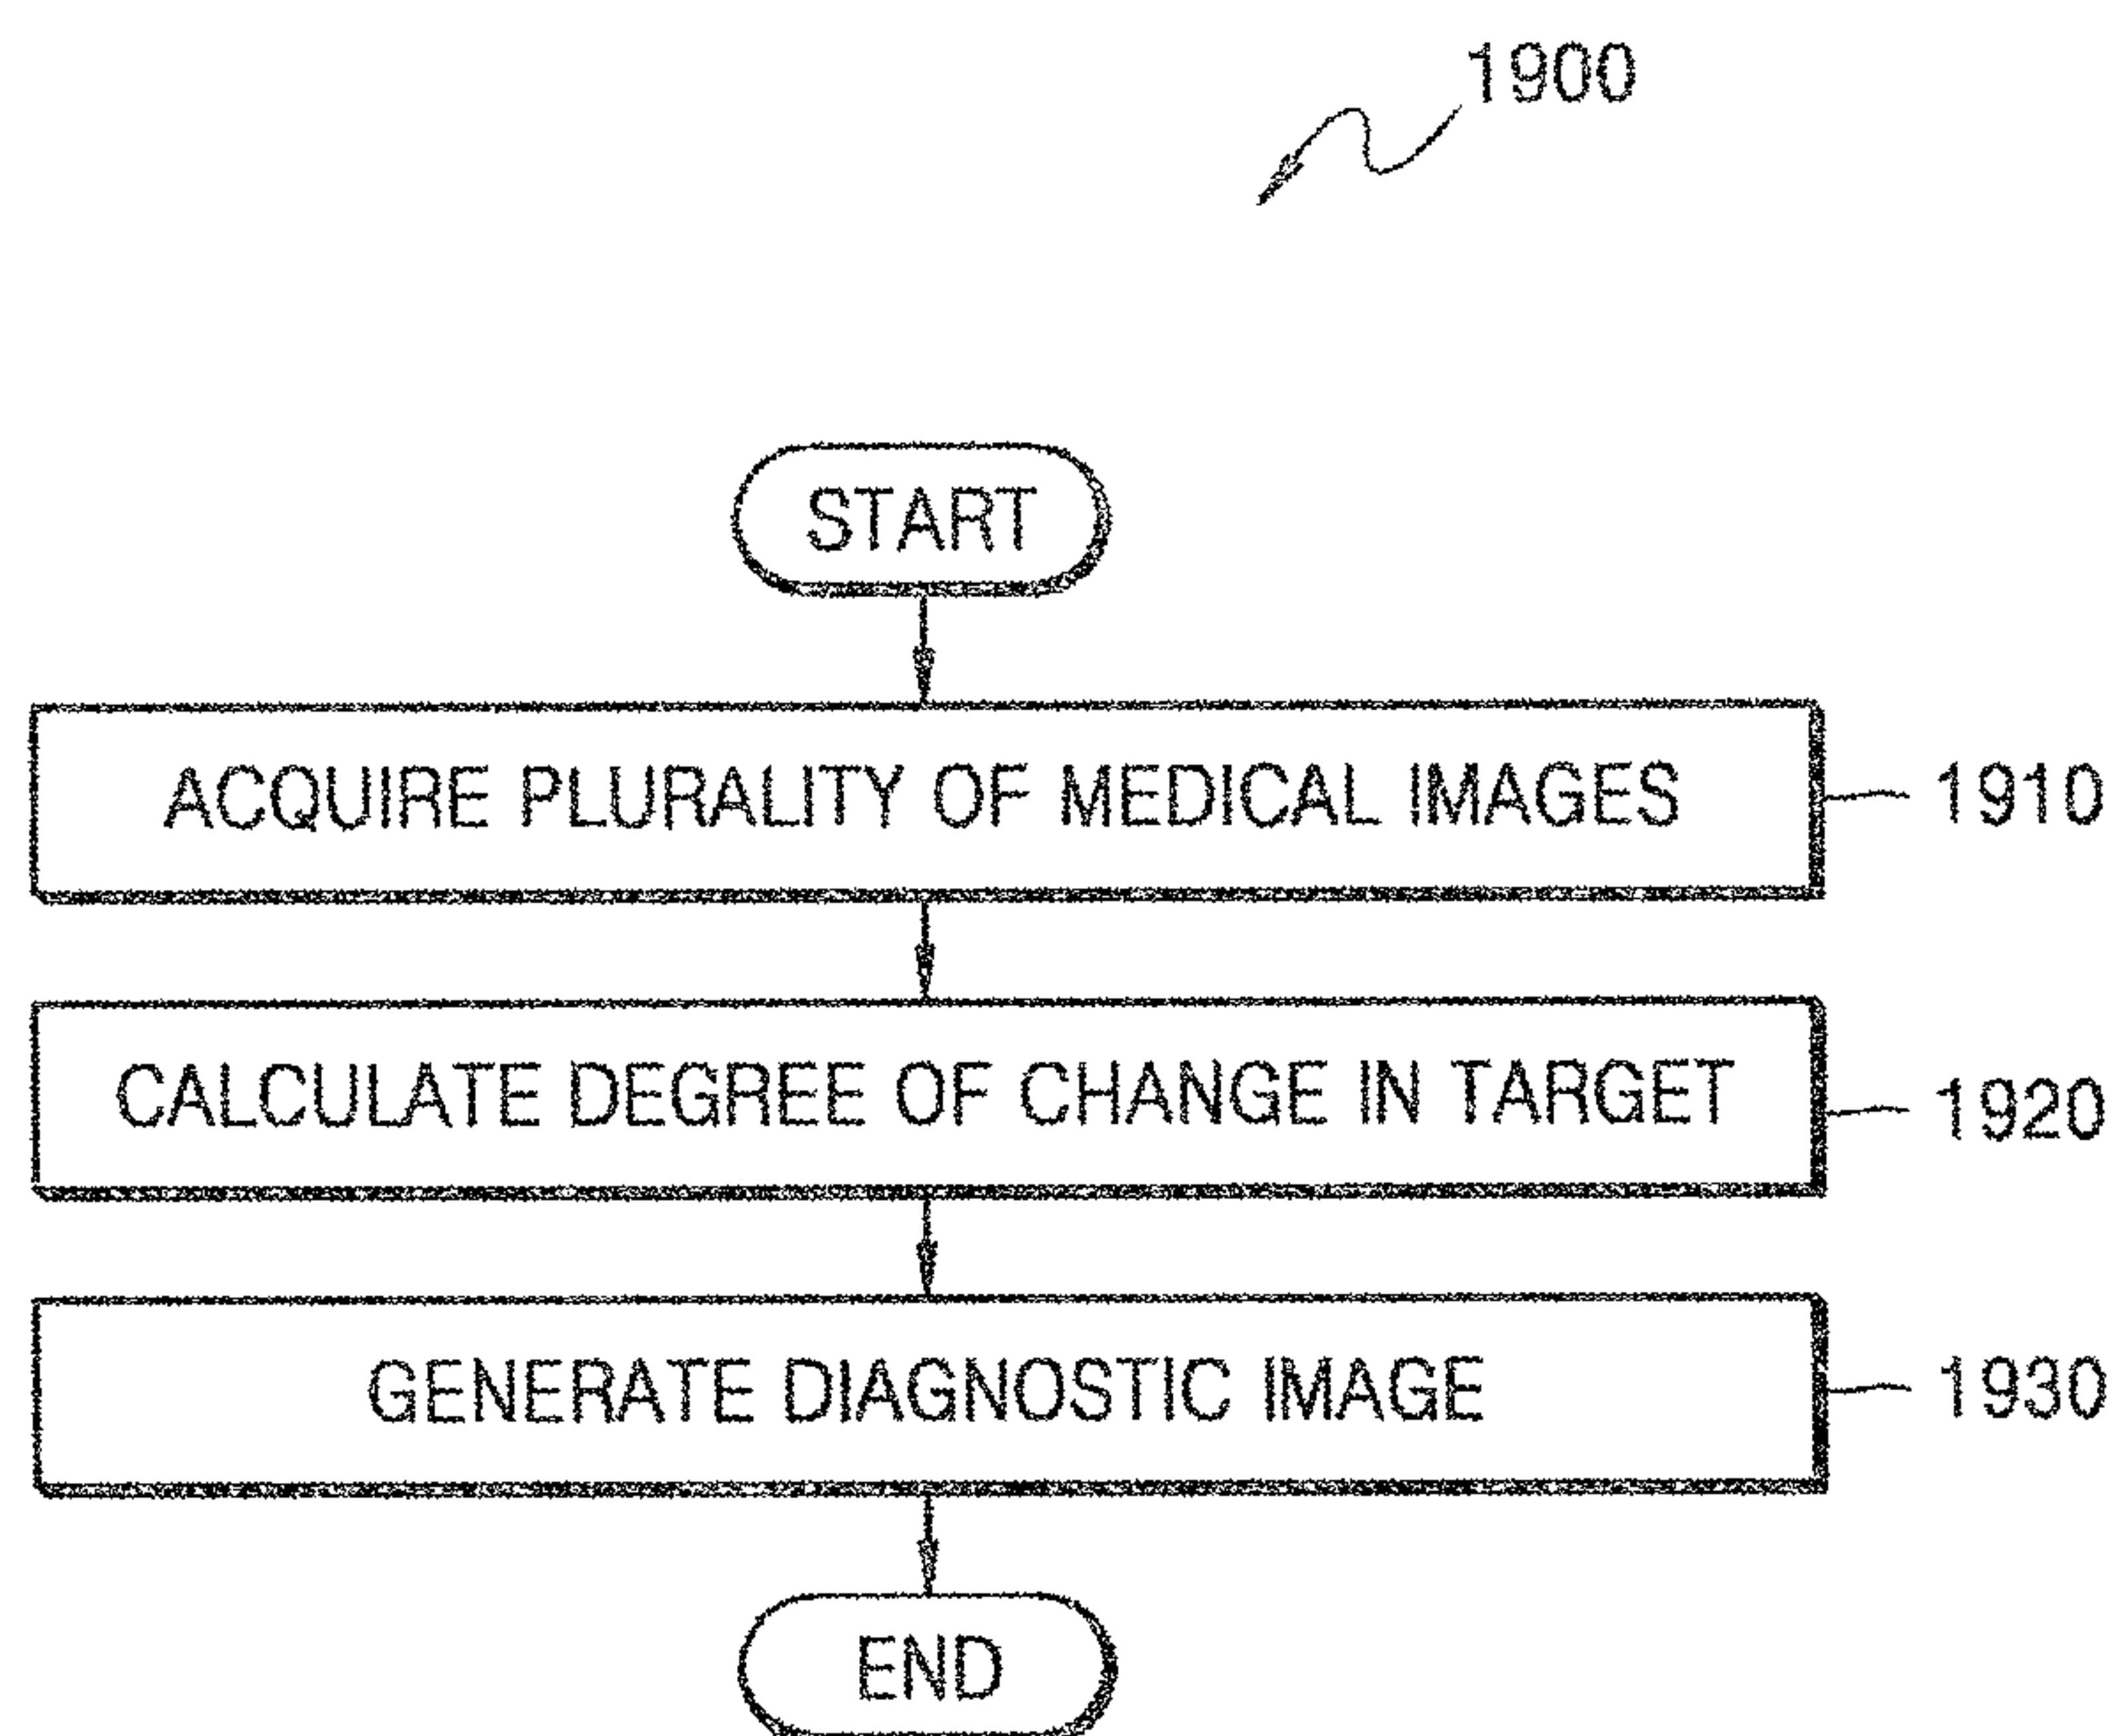 1900
START
ACQUIRE PLURALITY OF MEDICAL IMAGES 1910
CALCULATE DEGREE OF CHANGE IN TARGET 1920
GENERATE DIAGNOSTIC IMAGE 1930
END